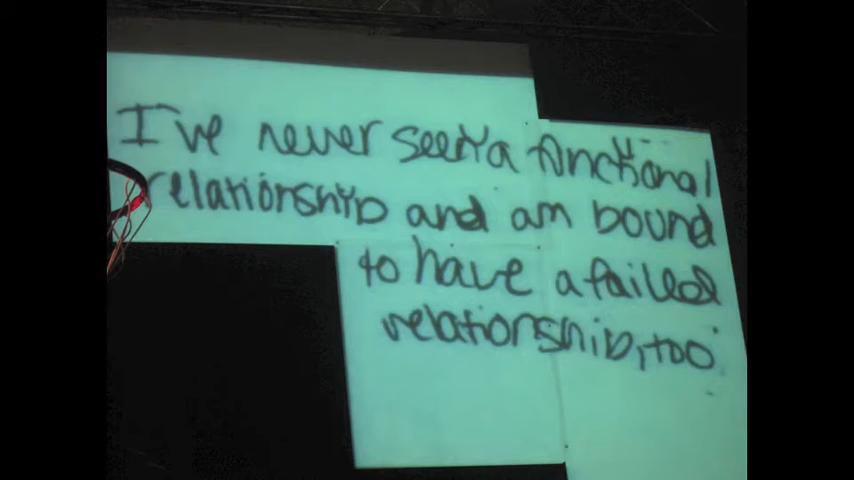 I've never seen a functional
relationship and am bound
to have a failed
relationship, too